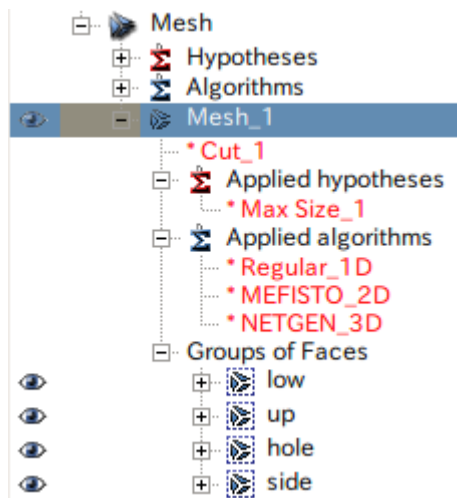 Mesh
Hypotheses
Algorithms
Mesh_1
* Cut_1
Applied hypotheses
* Max Size_1
Applied algorithms
* Regular_1D
* MEFISTO_2D
* NETGEN_3D
Groups of Faces
low
up
hole
side